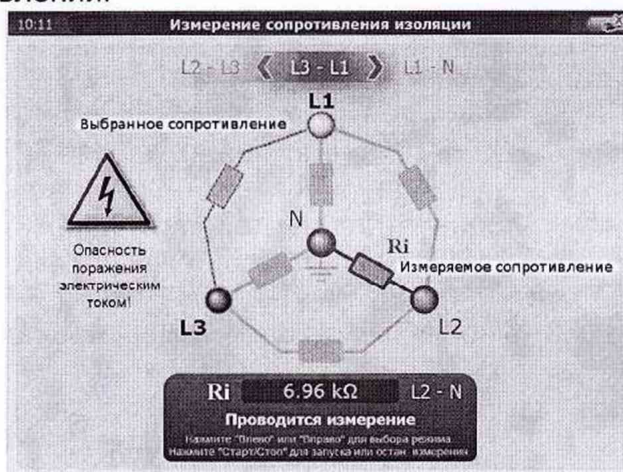 10:11 Измерение сопротивления изоляции
L2 - L3 ❮ L3 - L1 ❯ L1 - N
L1
Выбранное сопротивление
N
Ri
Измеряемое сопротивление
Опасность
поражения
электрическим
током!
L3
L2
Ri 6.96 kΩ L2 - N
Проводится измерение
Нажмите "Влево" или "Вправо" для выбора режима
Нажмите "Старт/Стоп" для запуска или остан. измерения